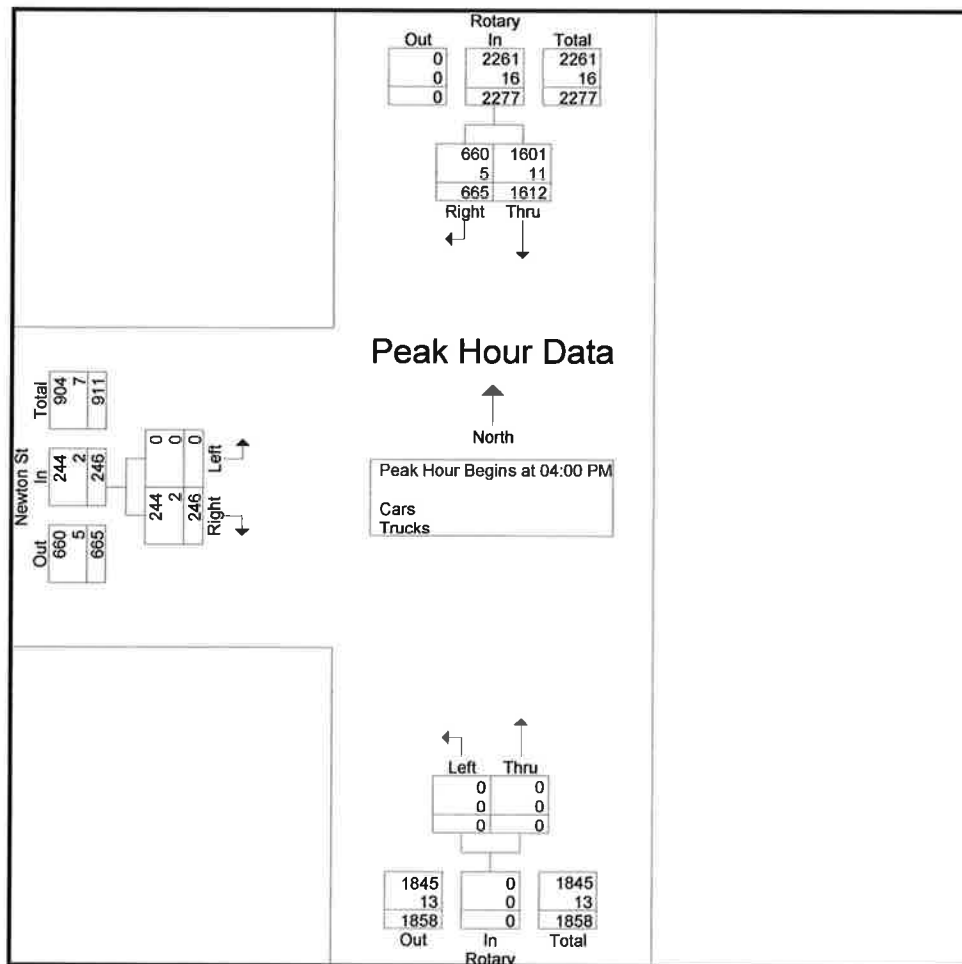 Rotary
Out In Total
0 2261 2261
0 16 16
0 2277 2277
660 1601
5 11
665 1612
Right Thru
Peak Hour Data
North
Peak Hour Begins at 04:00 PM
Cars
Trucks
Newton St
Total
904
7
911
In
244
2
246
Out
660
5
665
0
0
0
Left
244
2
246
Right
Left Thru
0 0
0 0
0 0
1845 0 1845
13 0 13
1858 0 1858
Out In Total
Rotary